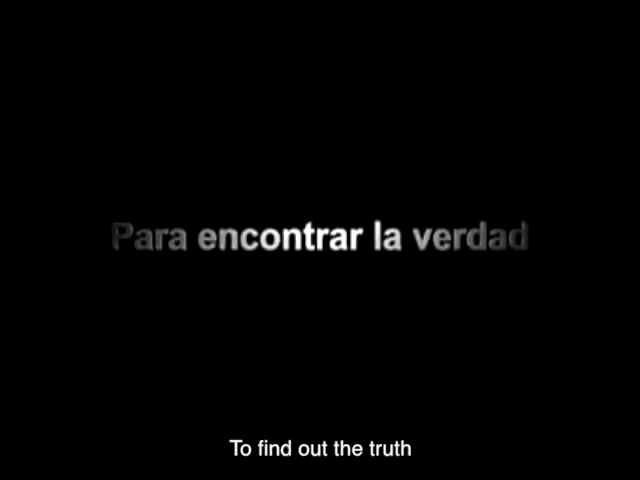 Para encontrar la verdad
To find out the truth